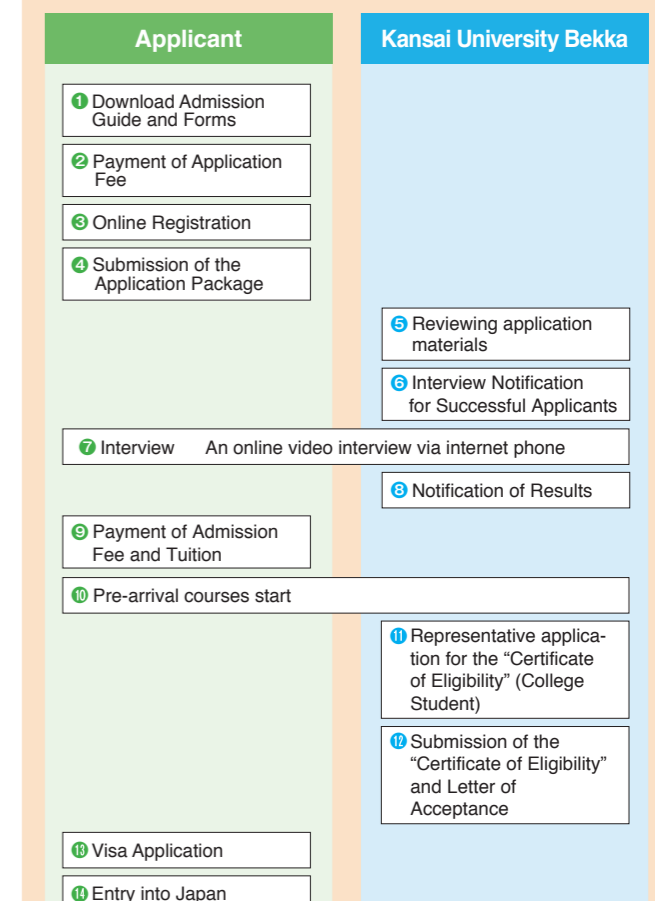 Applicant
Kansai University Bekka
❶ Download Admission
Guide and Forms
❷ Payment of Application
Fee
❸ Online Registration
❹ Submission of the
Application Package
❺ Reviewing application
materials
❻ Interview Notification
for Successful Applicants
❼ Interview An online video interview via internet phone
❽ Notification of Results
❾ Payment of Admission
Fee and Tuition
❿ Pre-arrival courses start
⓫ Representative applica-
tion for the “Certificate
of Eligibility” (College
Student)
⓬ Submission of the
“Certificate of Eligibility”
and Letter of
Acceptance
⓭ Visa Application
⓮ Entry into Japan